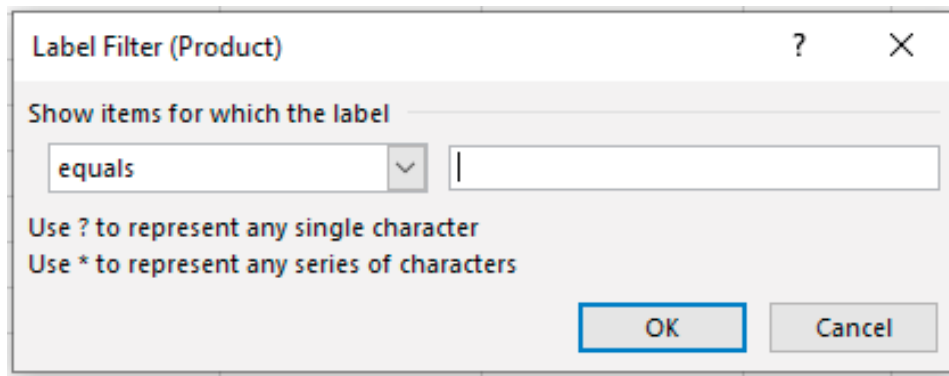 Label Filter (Product) ?
Show items for which the label
equals
Use ? to represent any single character
Use * to represent any series of characters
OK Cancel